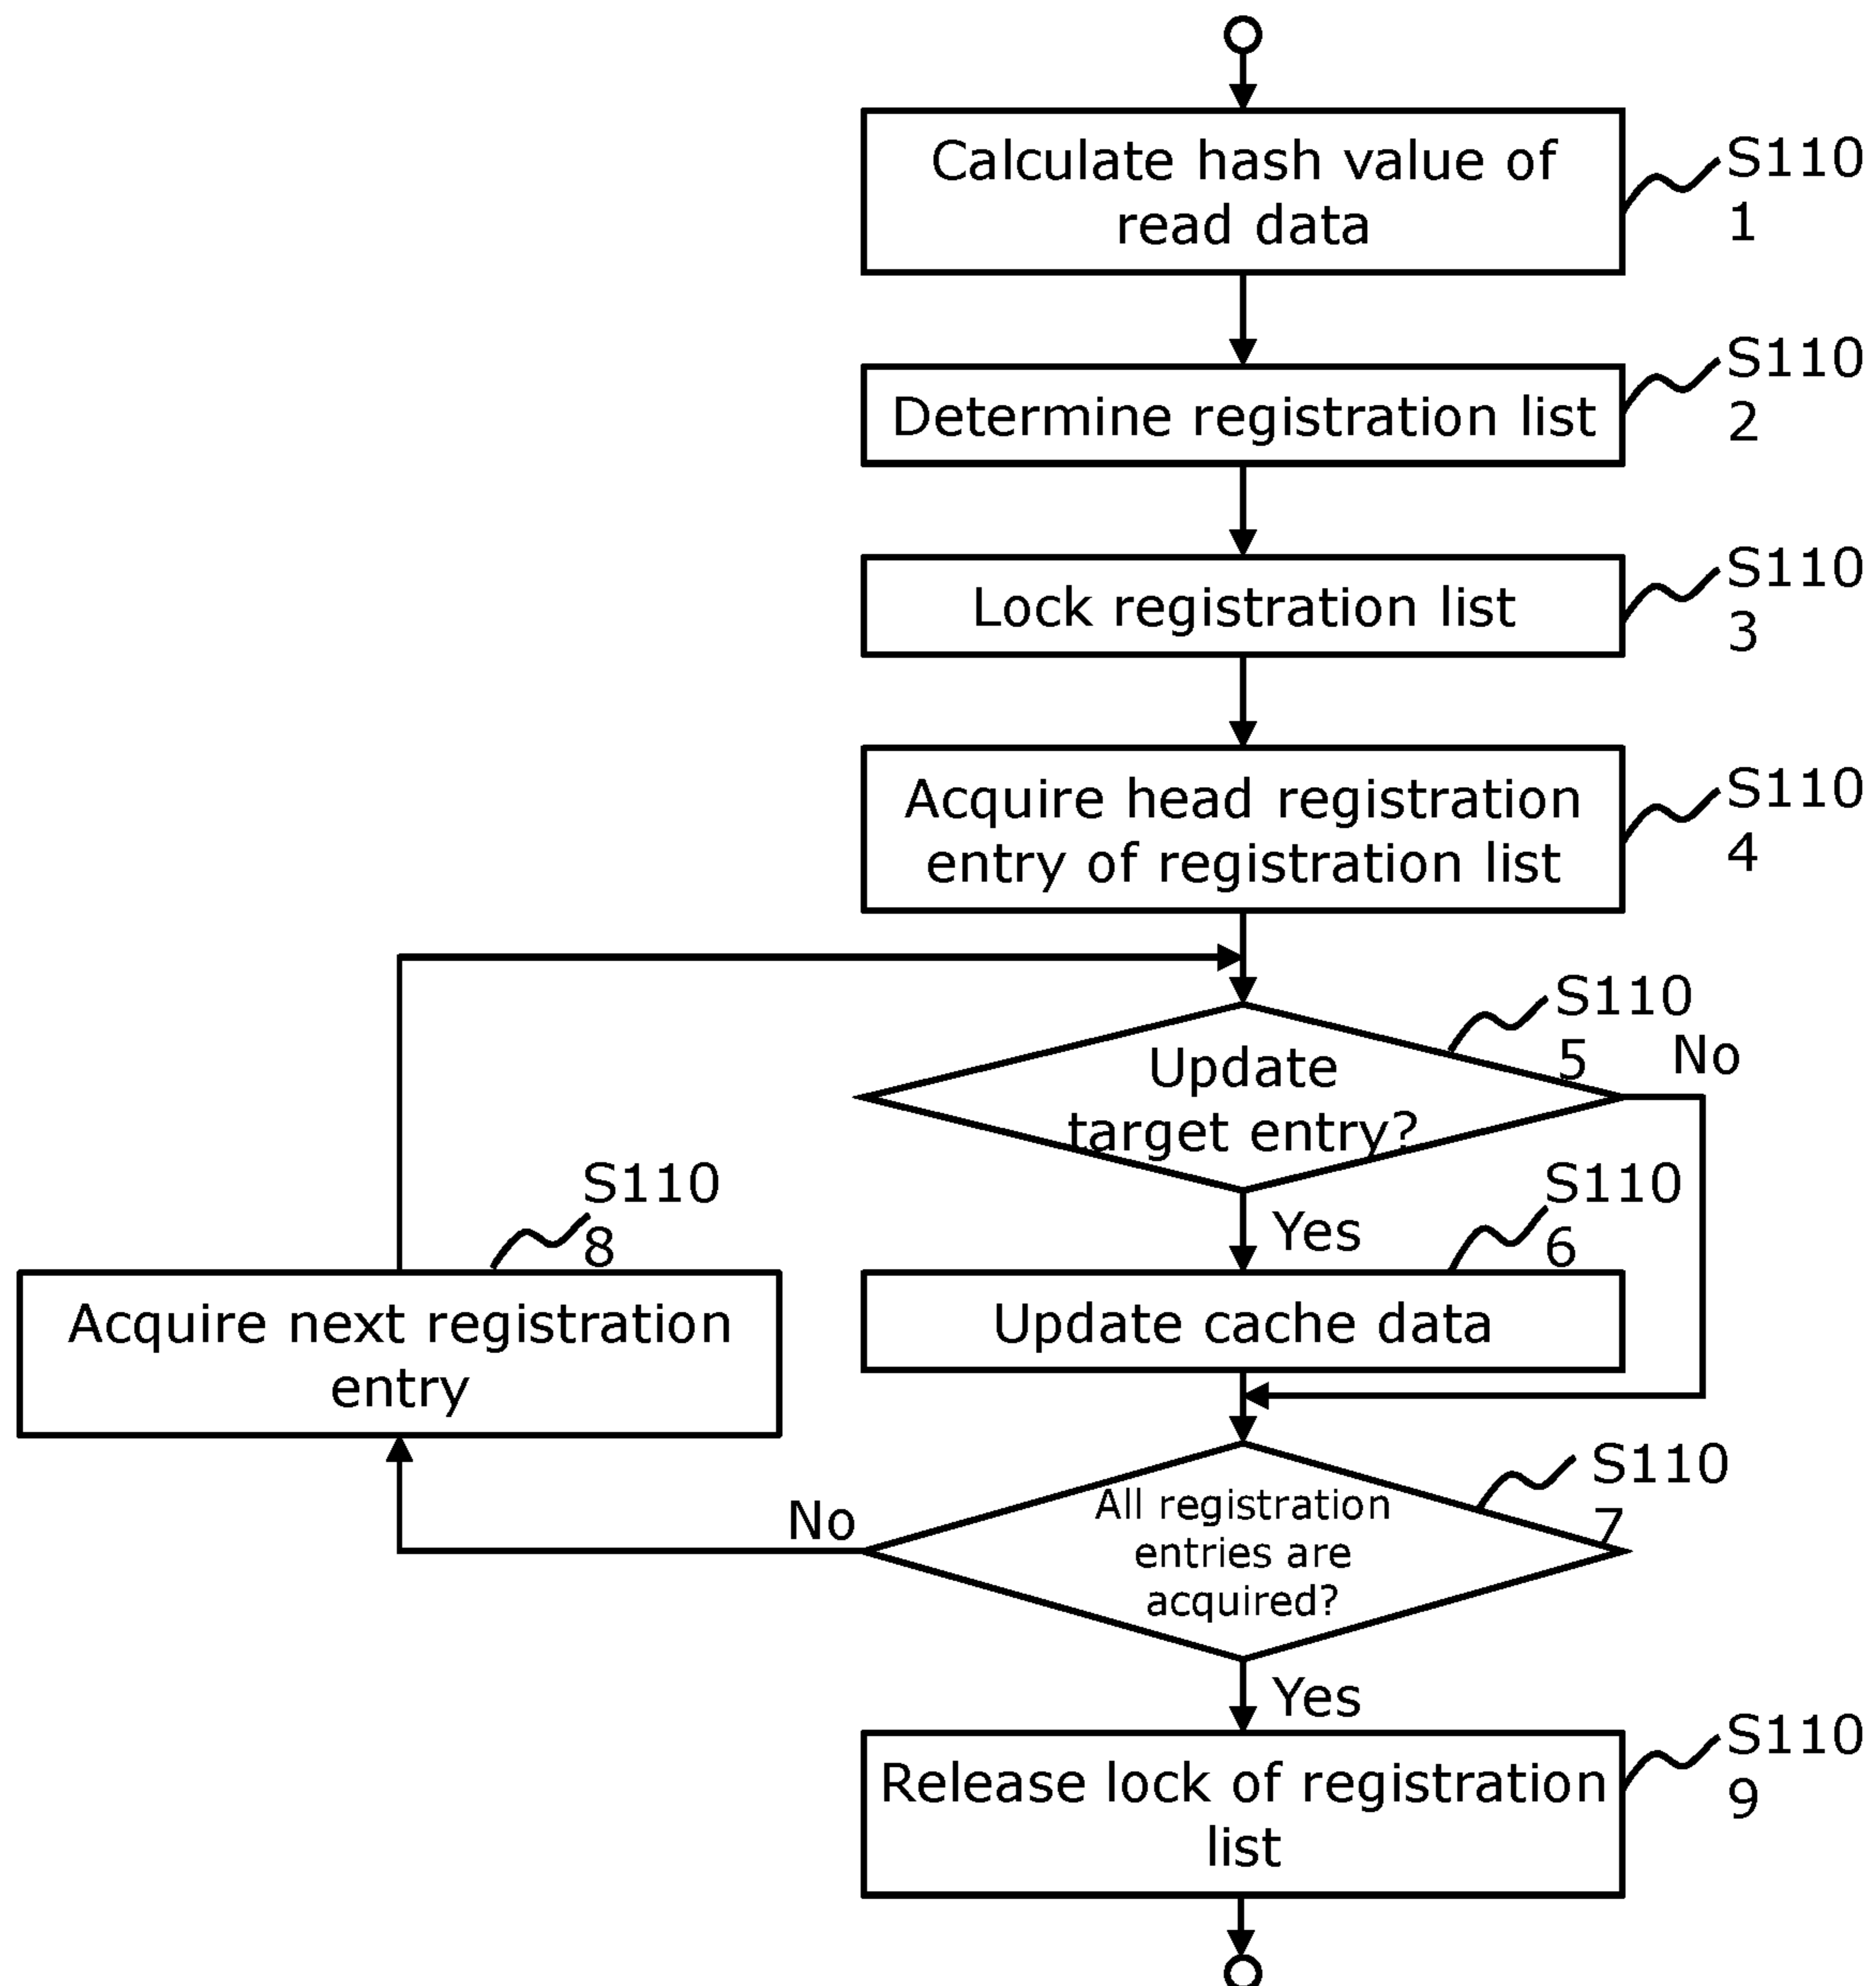 Calculate hash value of
read data
S110
1
Determine registration list
S110
2
Lock registration list
S110
3
Acquire head registration
entry of registration list
S110
4
S110
5
No
Update
target entry?
Yes
S110
6
Update cache data
S110
8
Acquire next registration
entry
S110
7
No
All registration
entries are
acquired?
Yes
Release lock of registration
list
S110
9